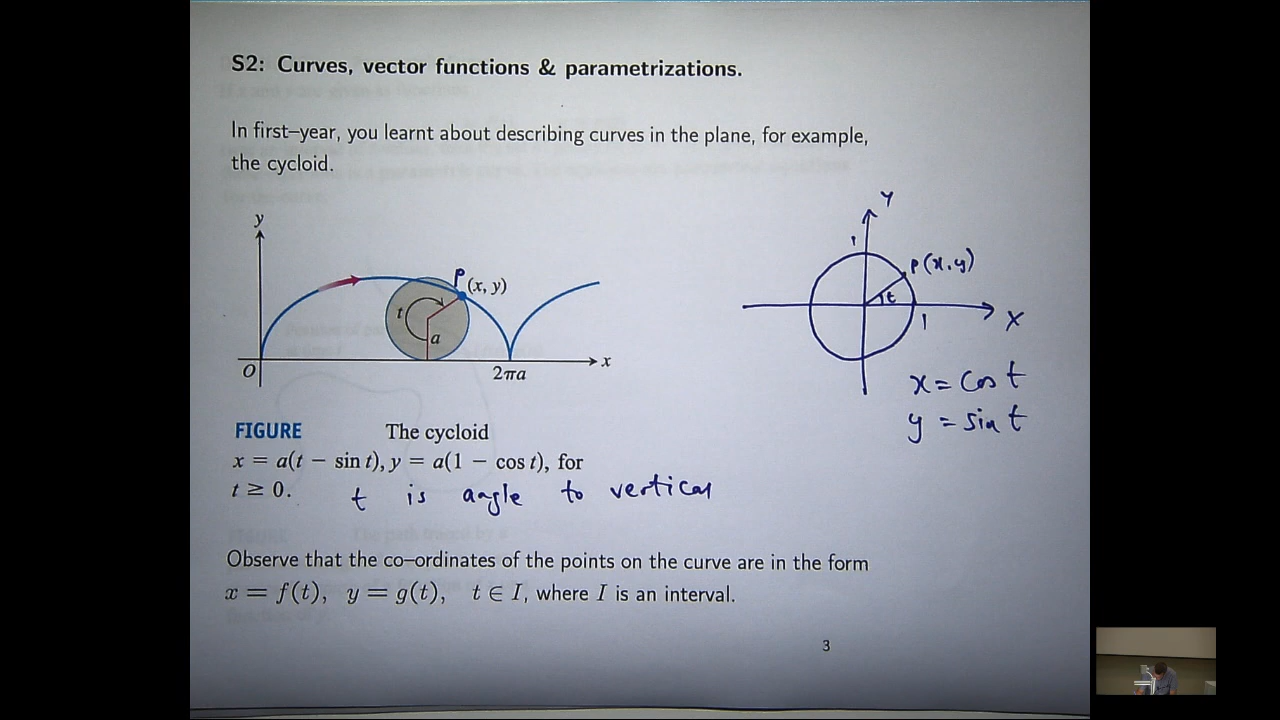 S2: Curves, vector functions & parametrizations.
In first–year, you learnt about describing curves in the plane, for example,
the cycloid.
y
P (x, y)
t
a
O
2πa
x
Y
1
P(x,y)
t
1
X
x = cos t
y = sin t
FIGURE The cycloid
x = a(t − sin t), y = a(1 − cos t), for
t ≥ 0.
t is angle to vertical
Observe that the co–ordinates of the points on the curve are in the form
x = f(t), y = g(t), t ∈ I, where I is an interval.
3